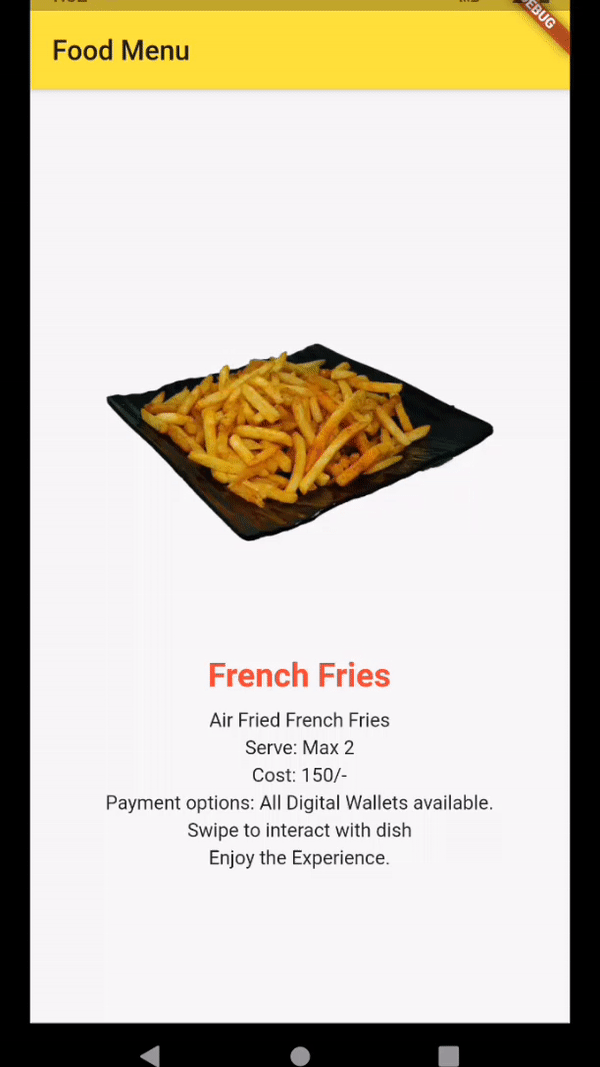 Food Menu
French Fries
Air Fried French Fries
Serve: Max 2
Cost: 150/-
Payment options: All Digital Wallets available.
Swipe to interact with dish
Enjoy the Experience.